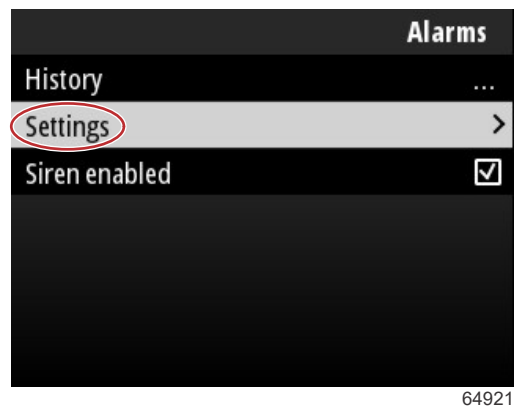 Alarms
History ...
Settings >
Siren enabled
64921